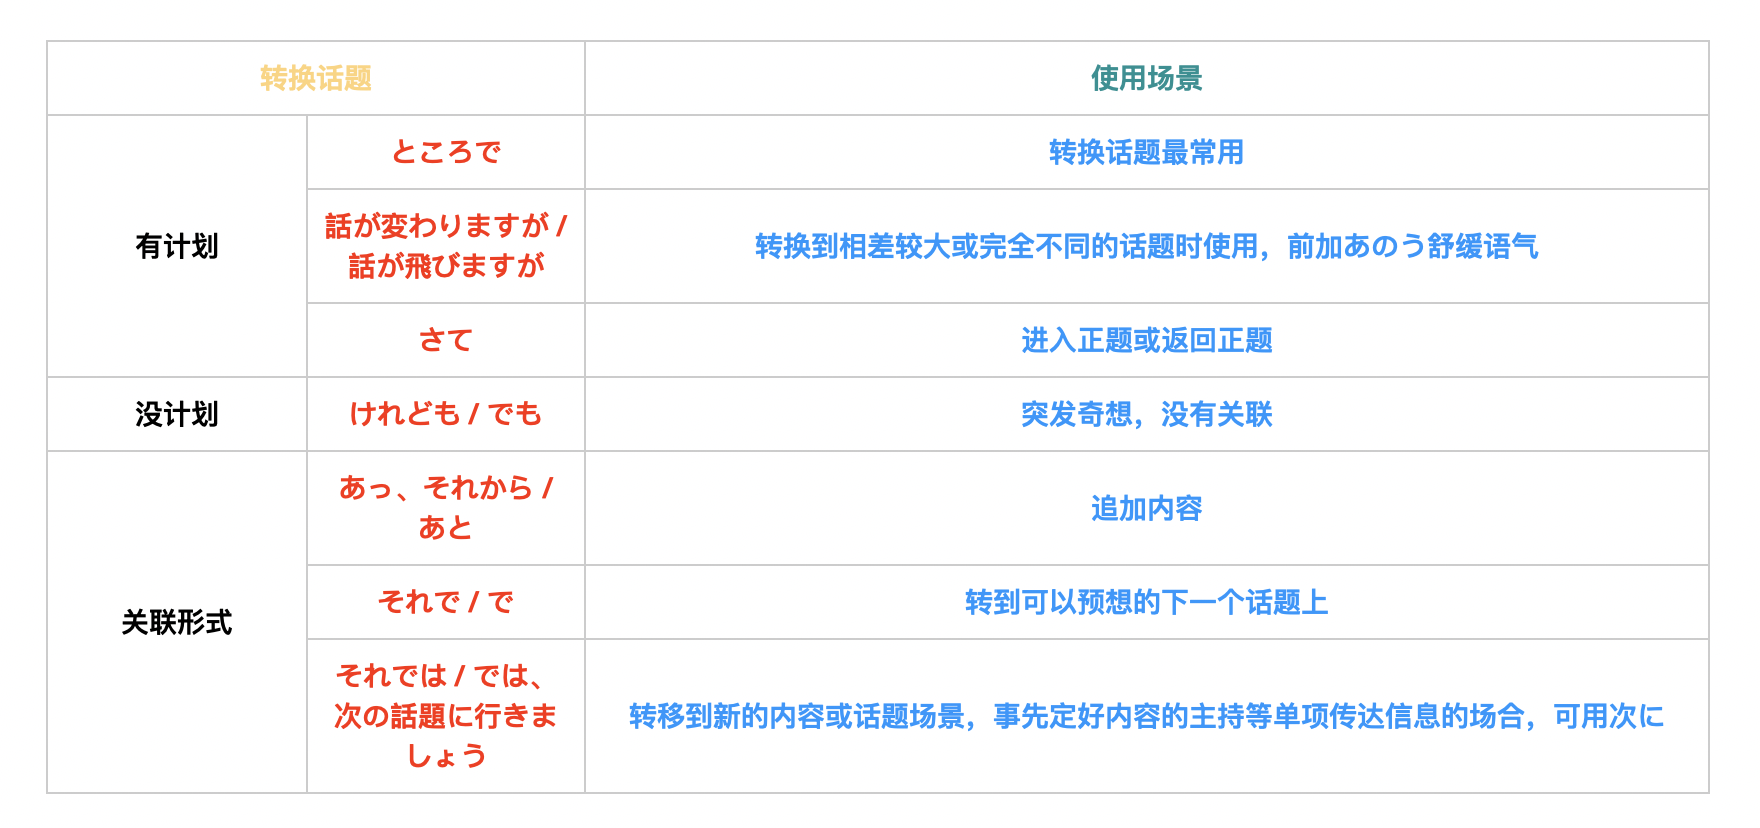 转换话题
使用场景
有计划
ところで
转换话题最常用
話が変わりますが /
話が飛びますが
转换到相差较大或完全不同的话题时使用，前加あのう舒缓语气
さて
进入正题或返回正题
没计划
けれども / でも
突发奇想，没有关联
关联形式
あっ、それから /
あと
追加内容
それで / で
转到可以预想的下一个话题上
それでは / では、
次の話題に行きま
しょう
转移到新的内容或话题场景，事先定好内容的主持等单项传达信息的场合，可用次に